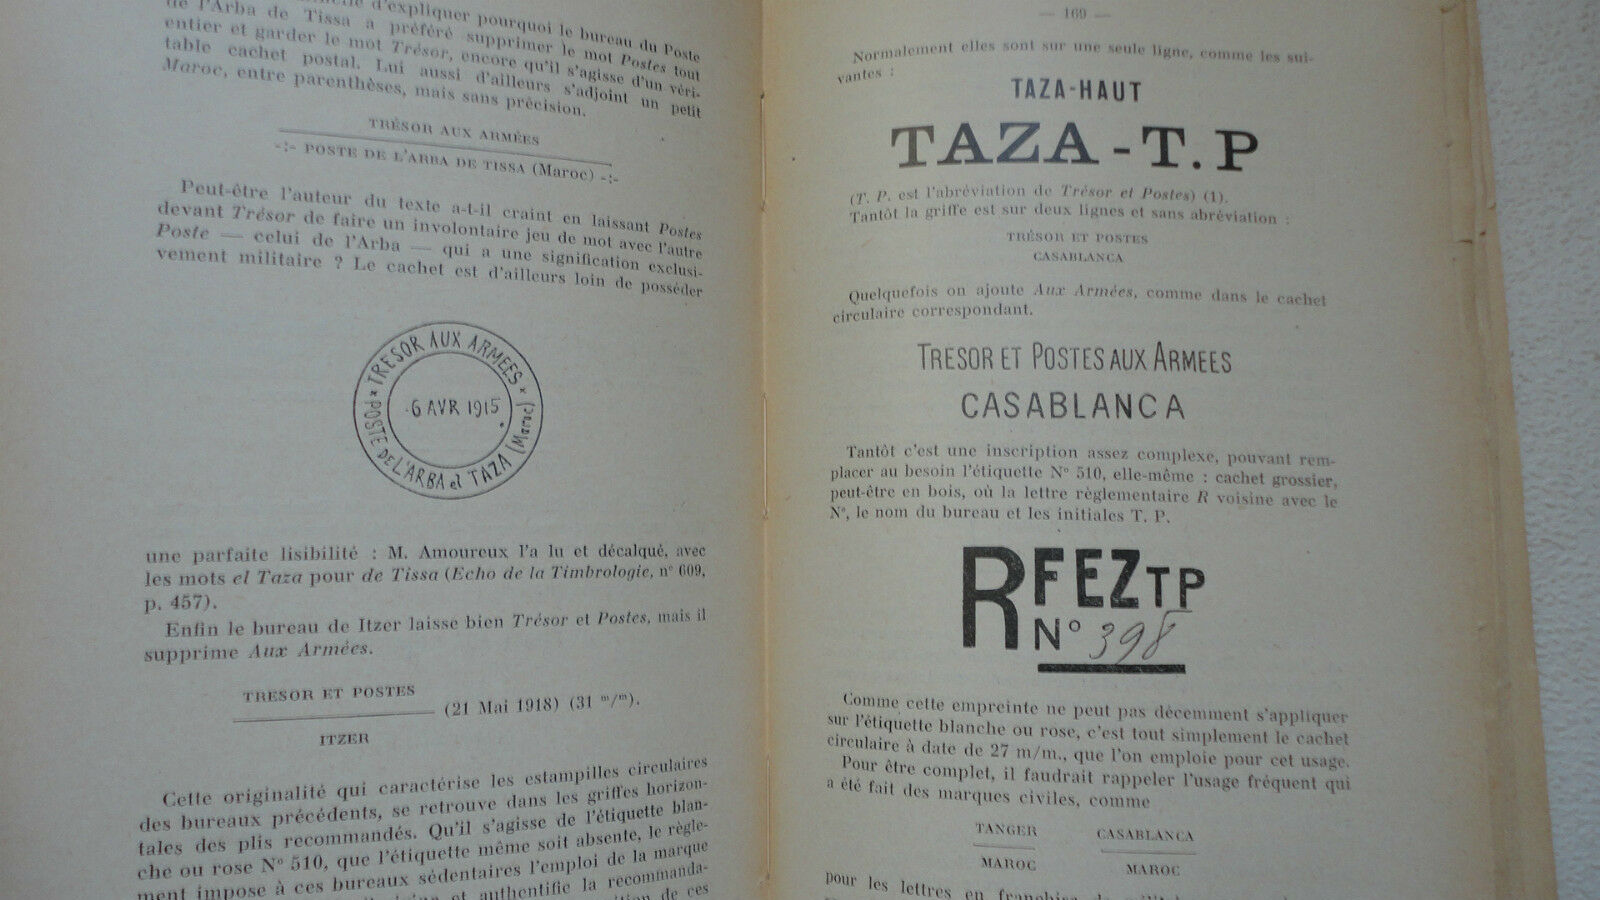 d'expliquer pourquoi le bureau du Poste
de l'Arba de Tissa a préféré supprimer le mot Postes tout
entier et garder le mot Trésor, encore qu'il s'agisse d'un véri-
table cachet postal. Lui aussi d'ailleurs s'adjoint un petit
Maroc, entre parenthèses, mais sans précision.
TRÉSOR AUX ARMÉES
-:- POSTE DE L'ARBA DE TISSA (Maroc) -:-
Peut-être l'auteur du texte a-t-il craint en laissant Postes
devant Trésor de faire un involontaire jeu de mot avec l'autre
Poste — celui de l'Arba — qui a une signification exclusi-
vement militaire ? Le cachet est d'ailleurs loin de posséder
* TRESOR AUX ARMEES *
6 AVR 1915
POSTE DE L'ARBA el TAZA (Maroc)
une parfaite lisibilité : M. Amoureux l'a lu et décalqué, avec
les mots el Taza pour de Tissa (Echo de la Timbrologie, n° 609,
p. 457).
Enfin le bureau de Itzer laisse bien Trésor et Postes, mais il
supprime Aux Armées.
TRESOR ET POSTES
(21 Mai 1918) (31 m/m).
ITZER
Cette originalité qui caractérise les estampilles circulaires
des bureaux précédents, se retrouve dans les griffes horizon-
tales des plis recommandés. Qu'il s'agisse de l'étiquette blan-
che ou rose N° 510, que l'étiquette même soit absente, le règle-
ment impose à ces bureaux sédentaires l'emploi de la marque
et authentifie la recommanda-
de ces
— 169 —
Normalement elles sont sur une seule ligne, comme les sui-
vantes :
TAZA-HAUT
TAZA - T. P
(T. P. est l'abréviation de Trésor et Postes) (1).
Tantôt la griffe est sur deux lignes et sans abréviation :
TRÉSOR ET POSTES
CASABLANCA
Quelquefois on ajoute Aux Armées, comme dans le cachet
circulaire correspondant.
TRESOR ET POSTES AUX ARMEES
CASABLANCA
Tantôt c'est une inscription assez complexe, pouvant rem-
placer au besoin l'étiquette N° 510, elle-même : cachet grossier,
peut-être en bois, où la lettre règlementaire R voisine avec le
N°, le nom du bureau et les initiales T. P.
R FEZ TP
N° 398
Comme cette empreinte ne peut pas décemment s'appliquer
sur l'étiquette blanche ou rose, c'est tout simplement le cachet
circulaire à date de 27 m/m., que l'on emploie pour cet usage.
Pour être complet, il faudrait rappeler l'usage fréquent qui
a été fait des marques civiles, comme
TANGER CASABLANCA
MAROC MAROC
pour les lettres en franchise